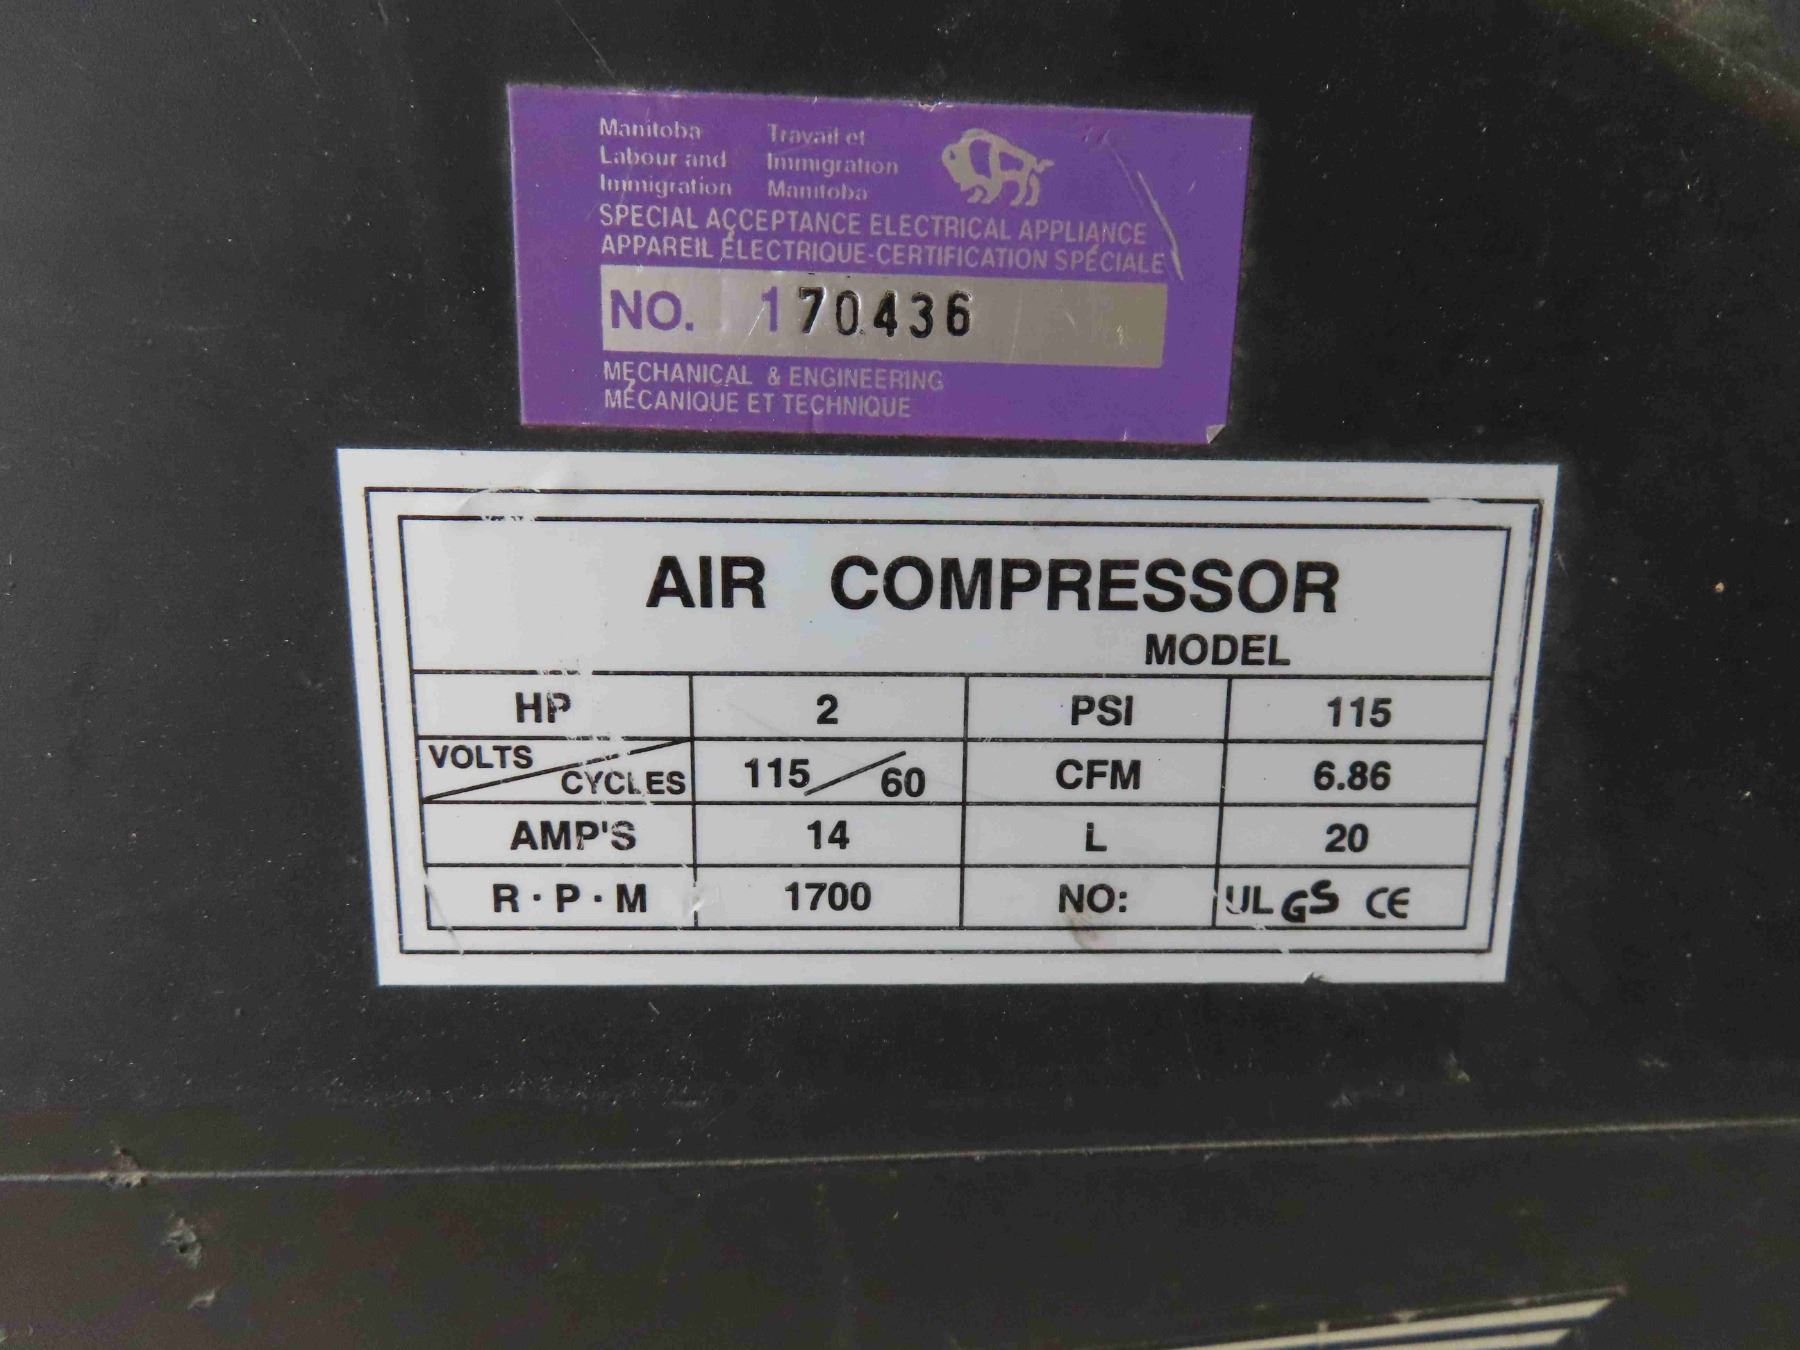 Manitoba Travail et
Labour and Immigration
Immigration Manitoba
SPECIAL ACCEPTANCE ELECTRICAL APPLIANCE
APPAREIL ÉLECTRIQUE-CERTIFICATION SPÉCIALE
NO. 170436
MECHANICAL & ENGINEERING
MÉCANIQUE ET TECHNIQUE
AIR COMPRESSOR
MODEL
HP 2 PSI 115
VOLTS CYCLES 115/60 CFM 6.86
AMP'S 14 L 20
R·P·M 1700 NO: UL GS CE